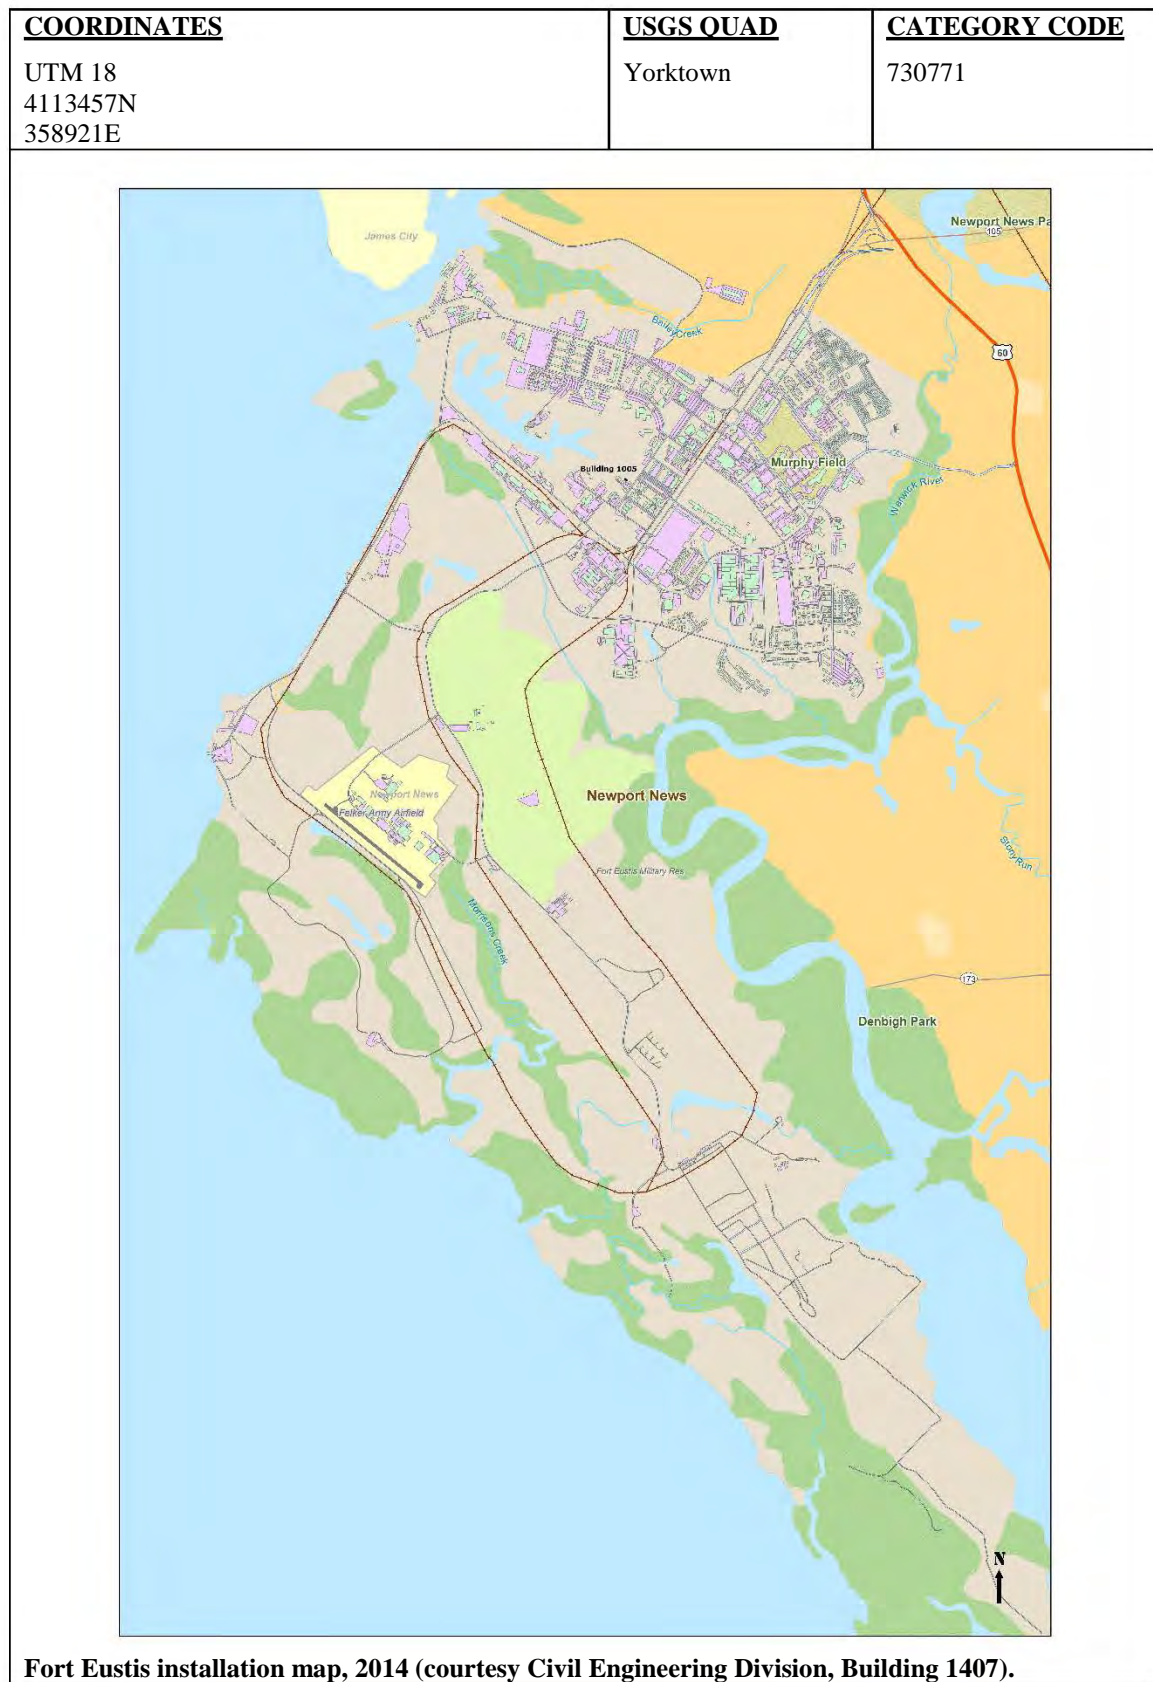 COORDINATES
USGS QUAD
CATEGORY CODE
UTM 18
4113457N
358921E
Yorktown
730771
James City
Newport News Pa
105
60
Bailey Creek
Building 1005
Murphy Field
Warwick River
Newport News
Felker Army Airfield
Newport News
Stony Run
Fort Eustis Military Res
Morrisons Creek
173
Denbigh Park
N
Fort Eustis installation map, 2014 (courtesy Civil Engineering Division, Building 1407).